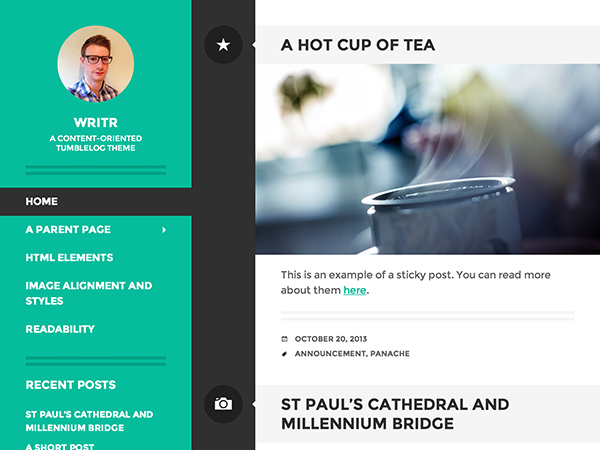 WRITR
A CONTENT-ORIENTED
TUMBLELOG THEME
HOME
A PARENT PAGE
HTML ELEMENTS
IMAGE ALIGNMENT AND
STYLES
READABILITY
RECENT POSTS
ST PAUL'S CATHEDRAL AND
MILLENNIUM BRIDGE
A SHORT POST
A HOT CUP OF TEA
This is an example of a sticky post. You can read more
about them here.
OCTOBER 20, 2013
ANNOUNCEMENT, PANACHE
ST PAUL'S CATHEDRAL AND
MILLENNIUM BRIDGE